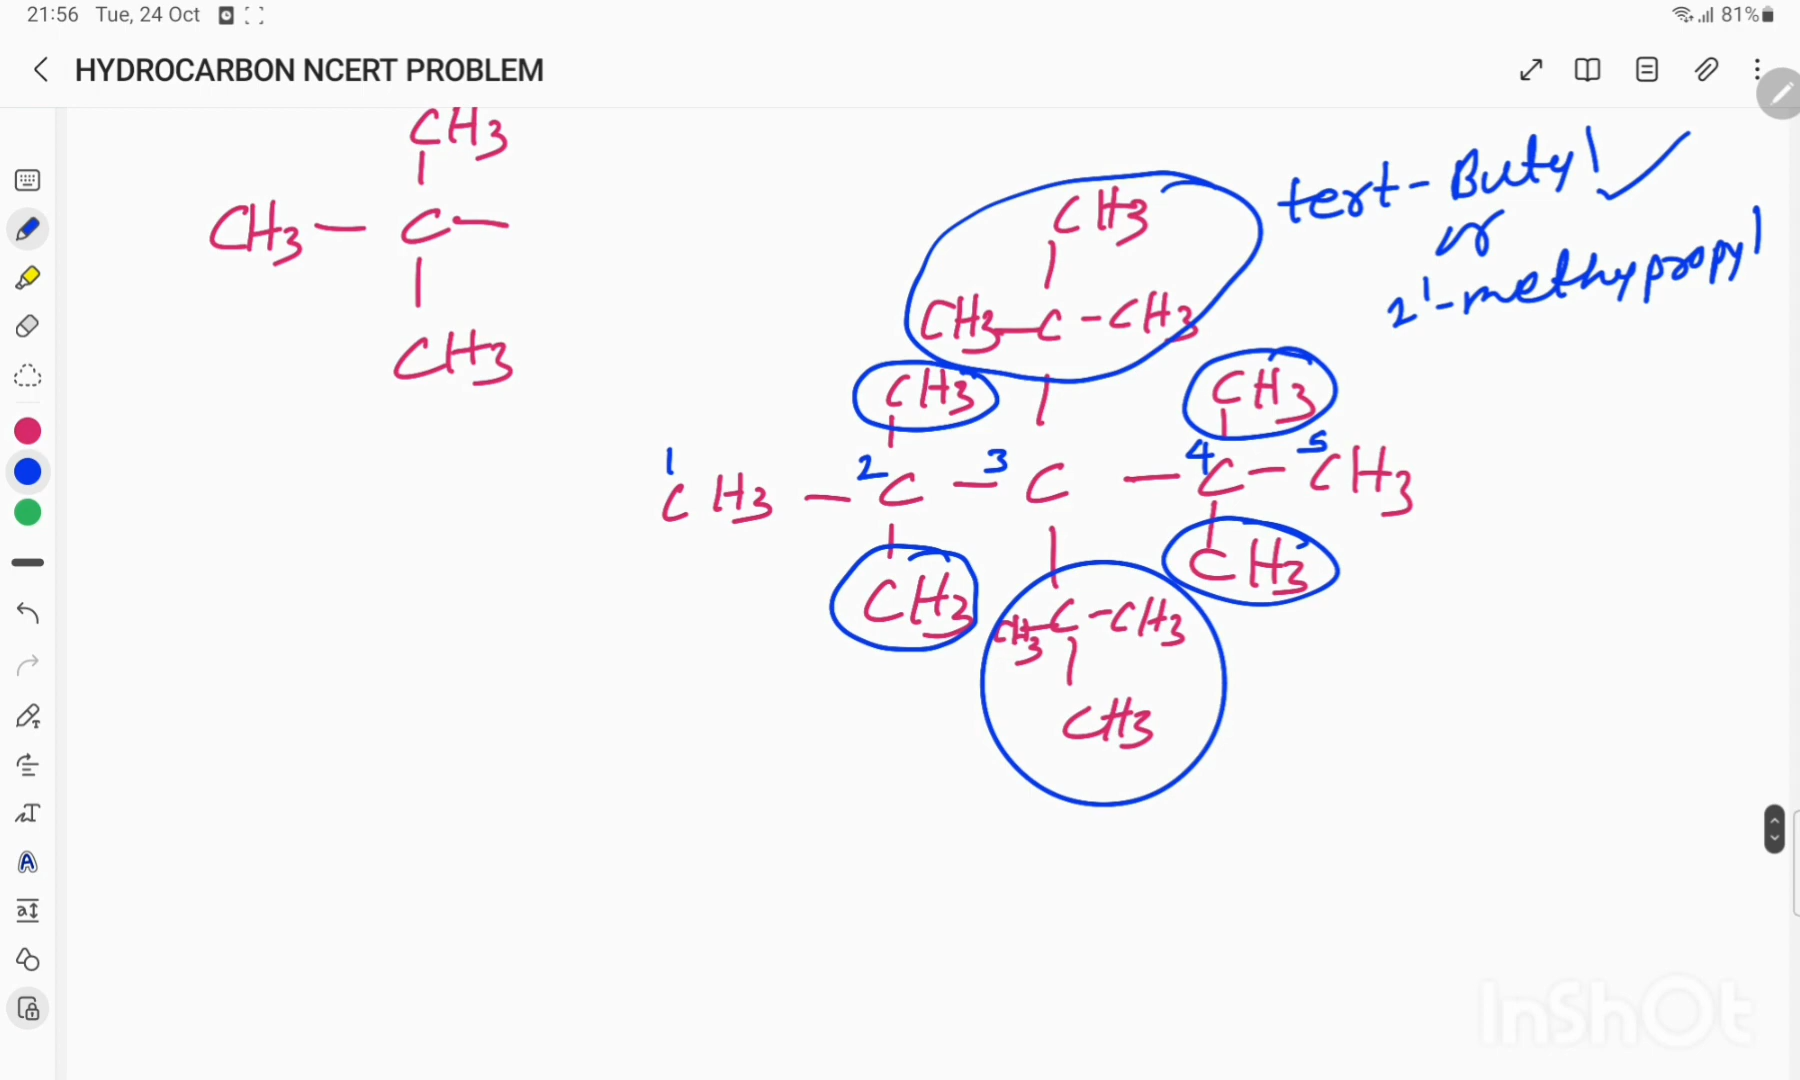 21:56 Tue, 24 Oct
81%
HYDROCARBON NCERT PROBLEM
CH3
CH3 — C —
CH3
tert-Butyl ✓
or
2'-methypropyl
CH3
CH3 — C - CH3
CH3 CH3
1 2 3 4 5
CH3 — C — C — C — CH3
CH3 CH3
CH3 — C - CH3
CH3
InShOt